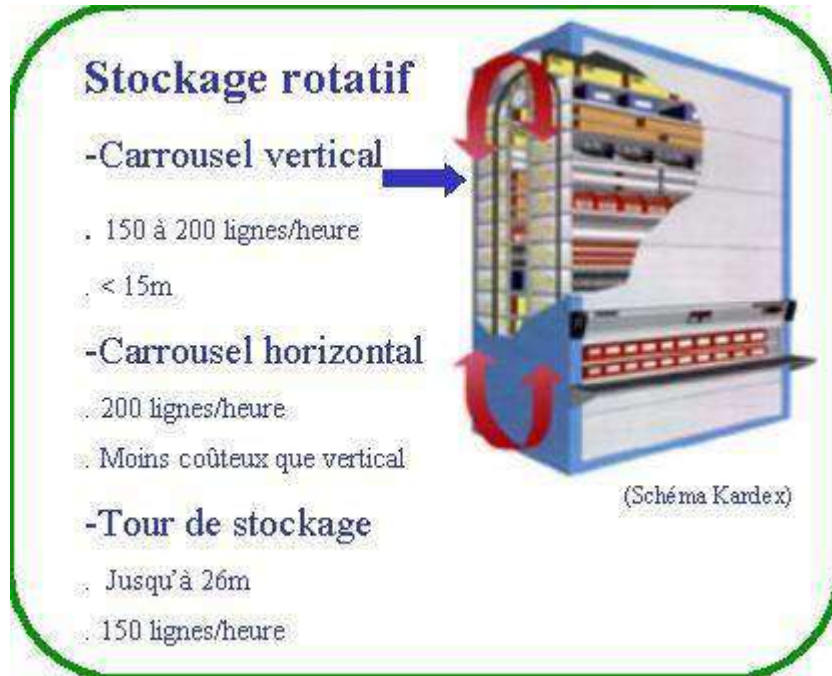 Stockage rotatif
-Carrousel vertical
. 150 à 200 lignes/heure
. < 15m
-Carrousel horizontal
. 200 lignes/heure
. Moins coûteux que vertical
(Schéma Kardex)
-Tour de stockage
. Jusqu'à 26m
. 150 lignes/heure